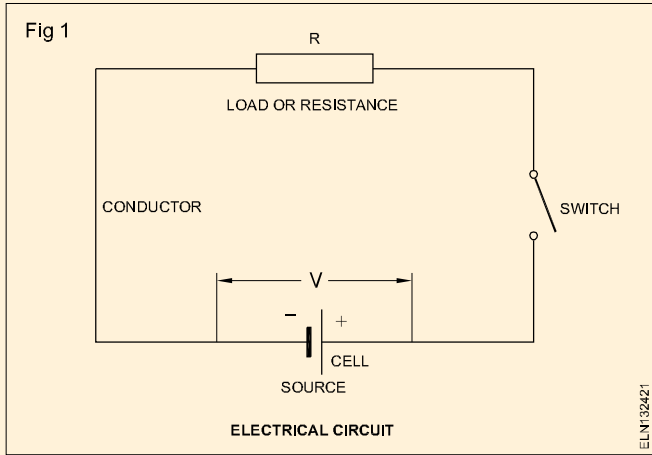 Fig 1
R
LOAD OR RESISTANCE
CONDUCTOR
SWITCH
V
− +
CELL
SOURCE
ELECTRICAL CIRCUIT
ELN132421